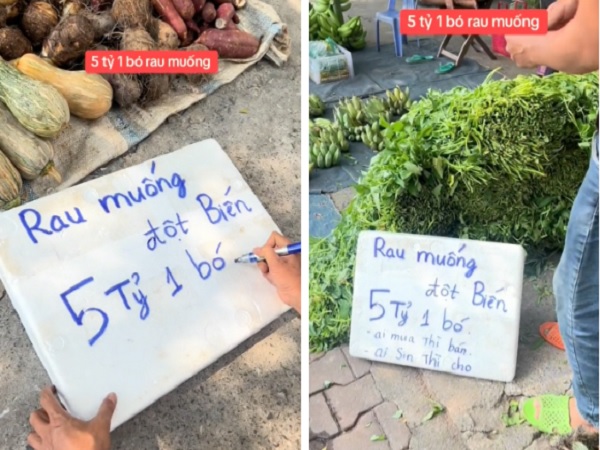 5 tỷ 1 bó rau muống
Rau muống
đột Biến
5 Tỷ 1 bó
5 tỷ 1 bó rau muống
Rau muống
đột Biến
5 Tỷ 1 bó.
- ai mua thì bán.
- ai Sin thì cho